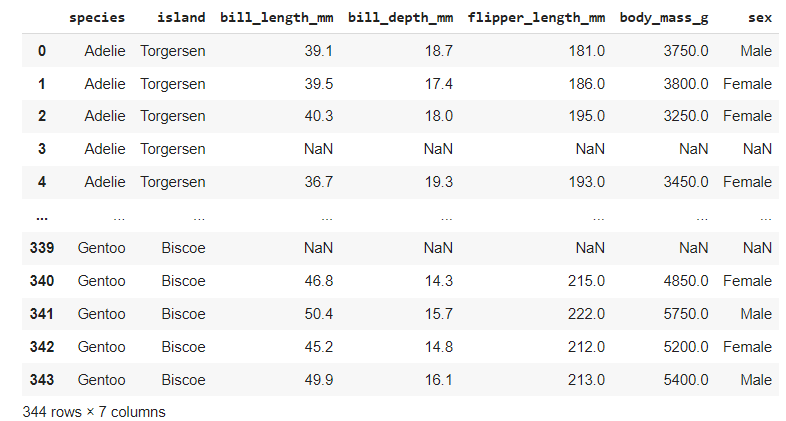 species island bill_length_mm bill_depth_mm flipper_length_mm body_mass_g sex
0 Adelie Torgersen 39.1 18.7 181.0 3750.0 Male
1 Adelie Torgersen 39.5 17.4 186.0 3800.0 Female
2 Adelie Torgersen 40.3 18.0 195.0 3250.0 Female
3 Adelie Torgersen NaN NaN NaN NaN NaN
4 Adelie Torgersen 36.7 19.3 193.0 3450.0 Female
... ... ... ... ... ... ... ...
339 Gentoo Biscoe NaN NaN NaN NaN NaN
340 Gentoo Biscoe 46.8 14.3 215.0 4850.0 Female
341 Gentoo Biscoe 50.4 15.7 222.0 5750.0 Male
342 Gentoo Biscoe 45.2 14.8 212.0 5200.0 Female
343 Gentoo Biscoe 49.9 16.1 213.0 5400.0 Male
344 rows × 7 columns